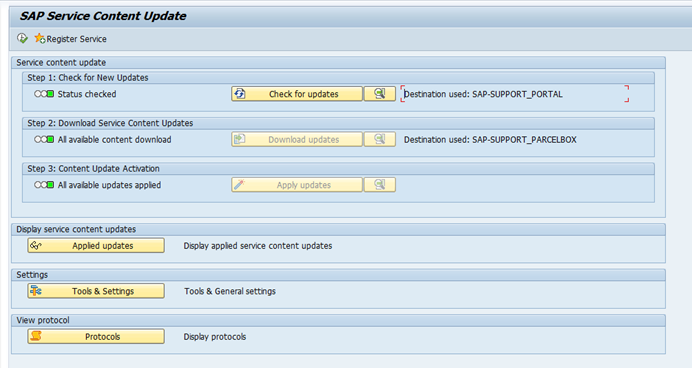 SAP Service Content Update
Register Service
Service content update
Step 1: Check for New Updates
Status checked Check for updates Destination used: SAP-SUPPORT_PORTAL
Step 2: Download Service Content Updates
All available content download Download updates Destination used: SAP-SUPPORT_PARCELBOX
Step 3: Content Update Activation
All available updates applied Apply updates
Display service content updates
Applied updates Display applied service content updates
Settings
Tools & Settings Tools & General settings
View protocol
Protocols Display protocols